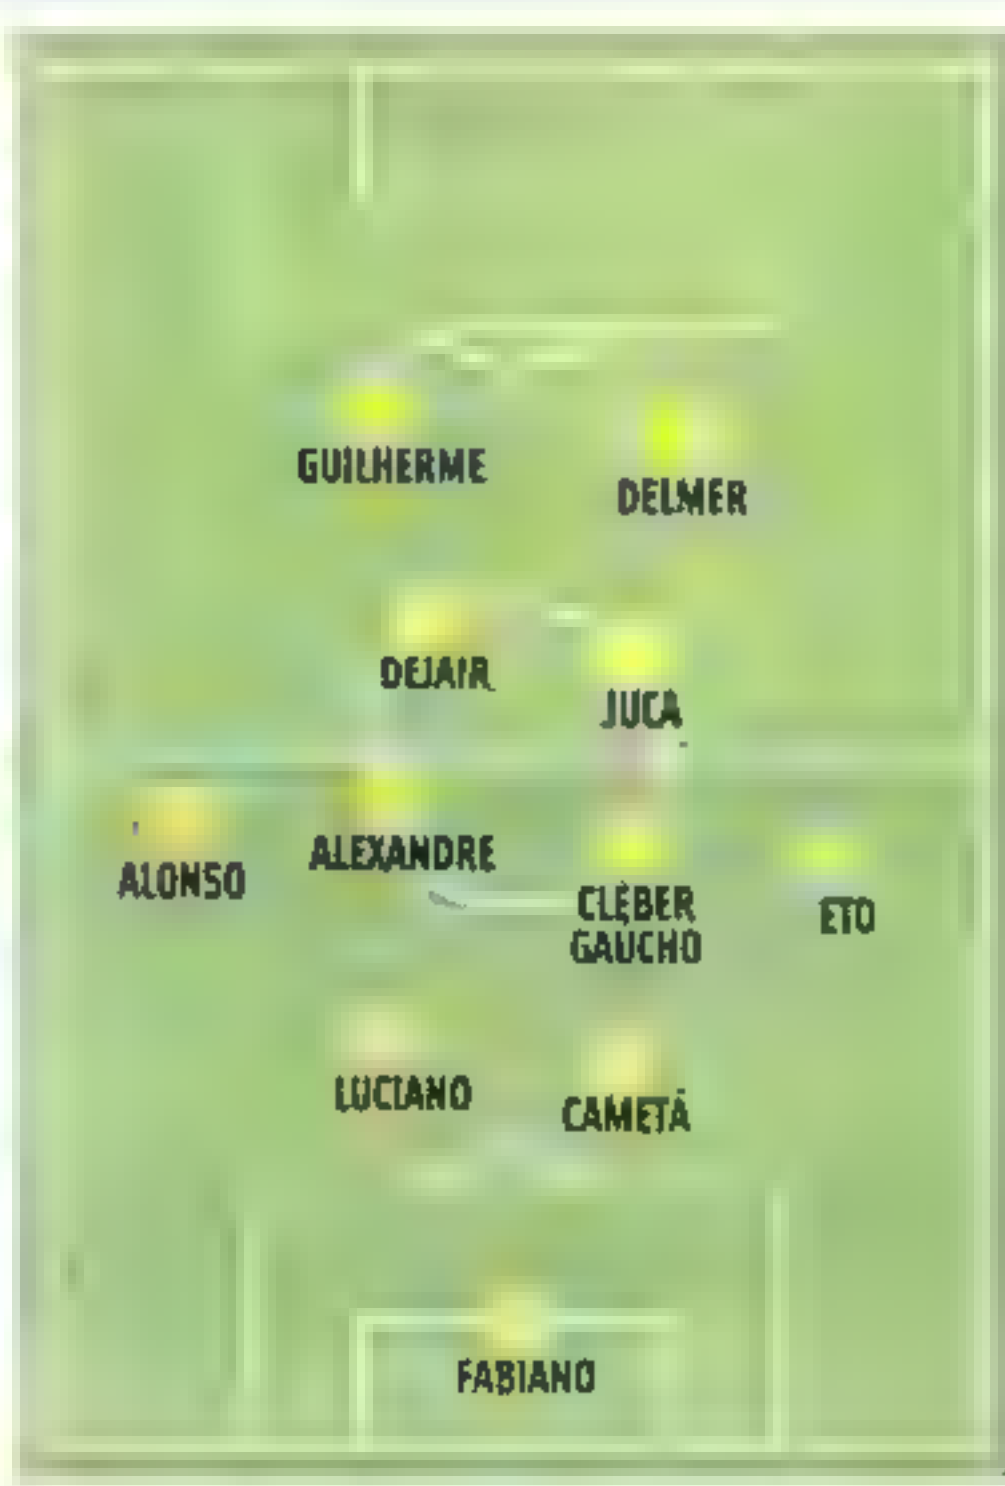 GUILHERME
DELMER
DEJAIR
JUCA
ALONSO
ALEXANDRE
CLÉBER
GAUCHO
ETO
LUCIANO
CAMETÁ
FABIANO